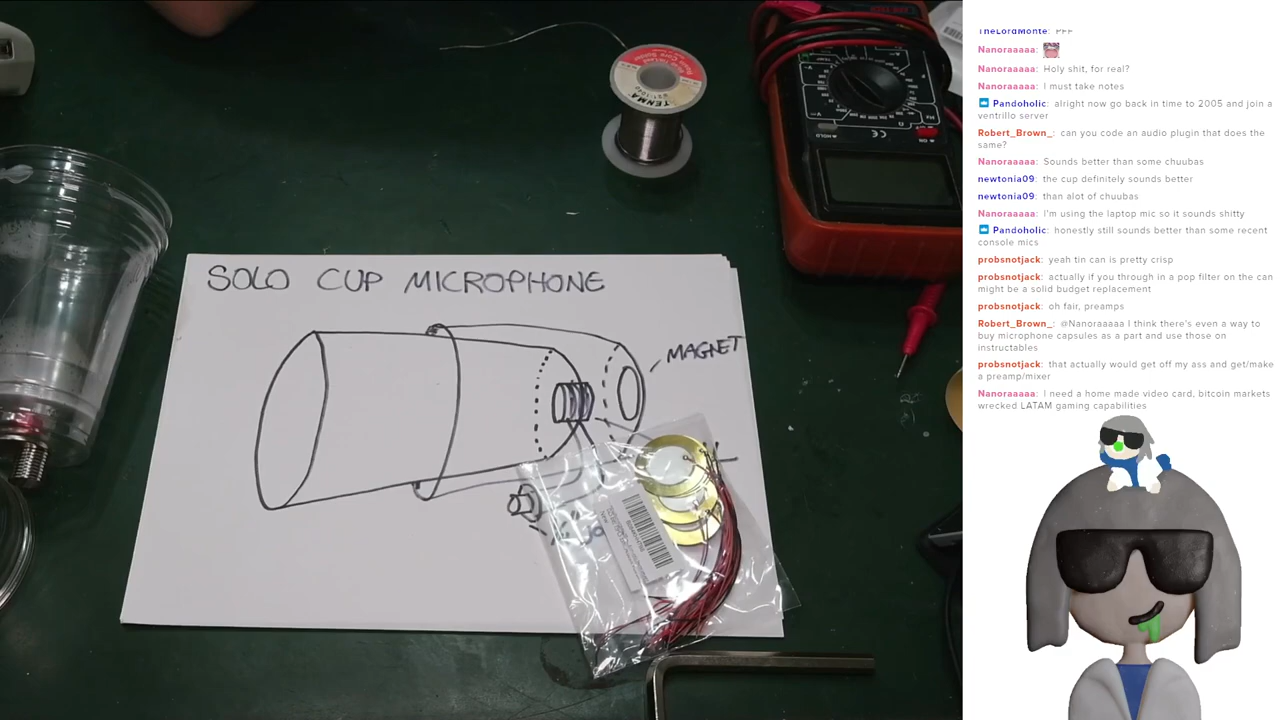 TheLordMonte: PFF
Nanoraaaaa:
Nanoraaaaa: Holy shit, for real?
Nanoraaaaa: I must take notes
Pandoholic: alright now go back in time to 2005 and join a
ventrillo server
Robert_Brown_: can you code an audio plugin that does the
same?
Nanoraaaaa: Sounds better than some chuubas
newtonia09: the cup definitely sounds better
newtonia09: than alot of chuubas
Nanoraaaaa: I'm using the laptop mic so it sounds shitty
Pandoholic: honestly still sounds better than some recent
console mics
probsnotjack: yeah tin can is pretty crisp
probsnotjack: actually if you through in a pop filter on the can
might be a solid budget replacement
probsnotjack: oh fair, preamps
Robert_Brown_: @Nanoraaaaa I think there's even a way to
buy microphone capsules as a part and use those on
instructables
probsnotjack: that actually would get off my ass and get/make
a preamp/mixer
Nanoraaaaa: I need a home made video card, bitcoin markets
wrecked LATAM gaming capabilities
TENMA
HOLD
CE
SOLO CUP MICROPHONE
MAGNET